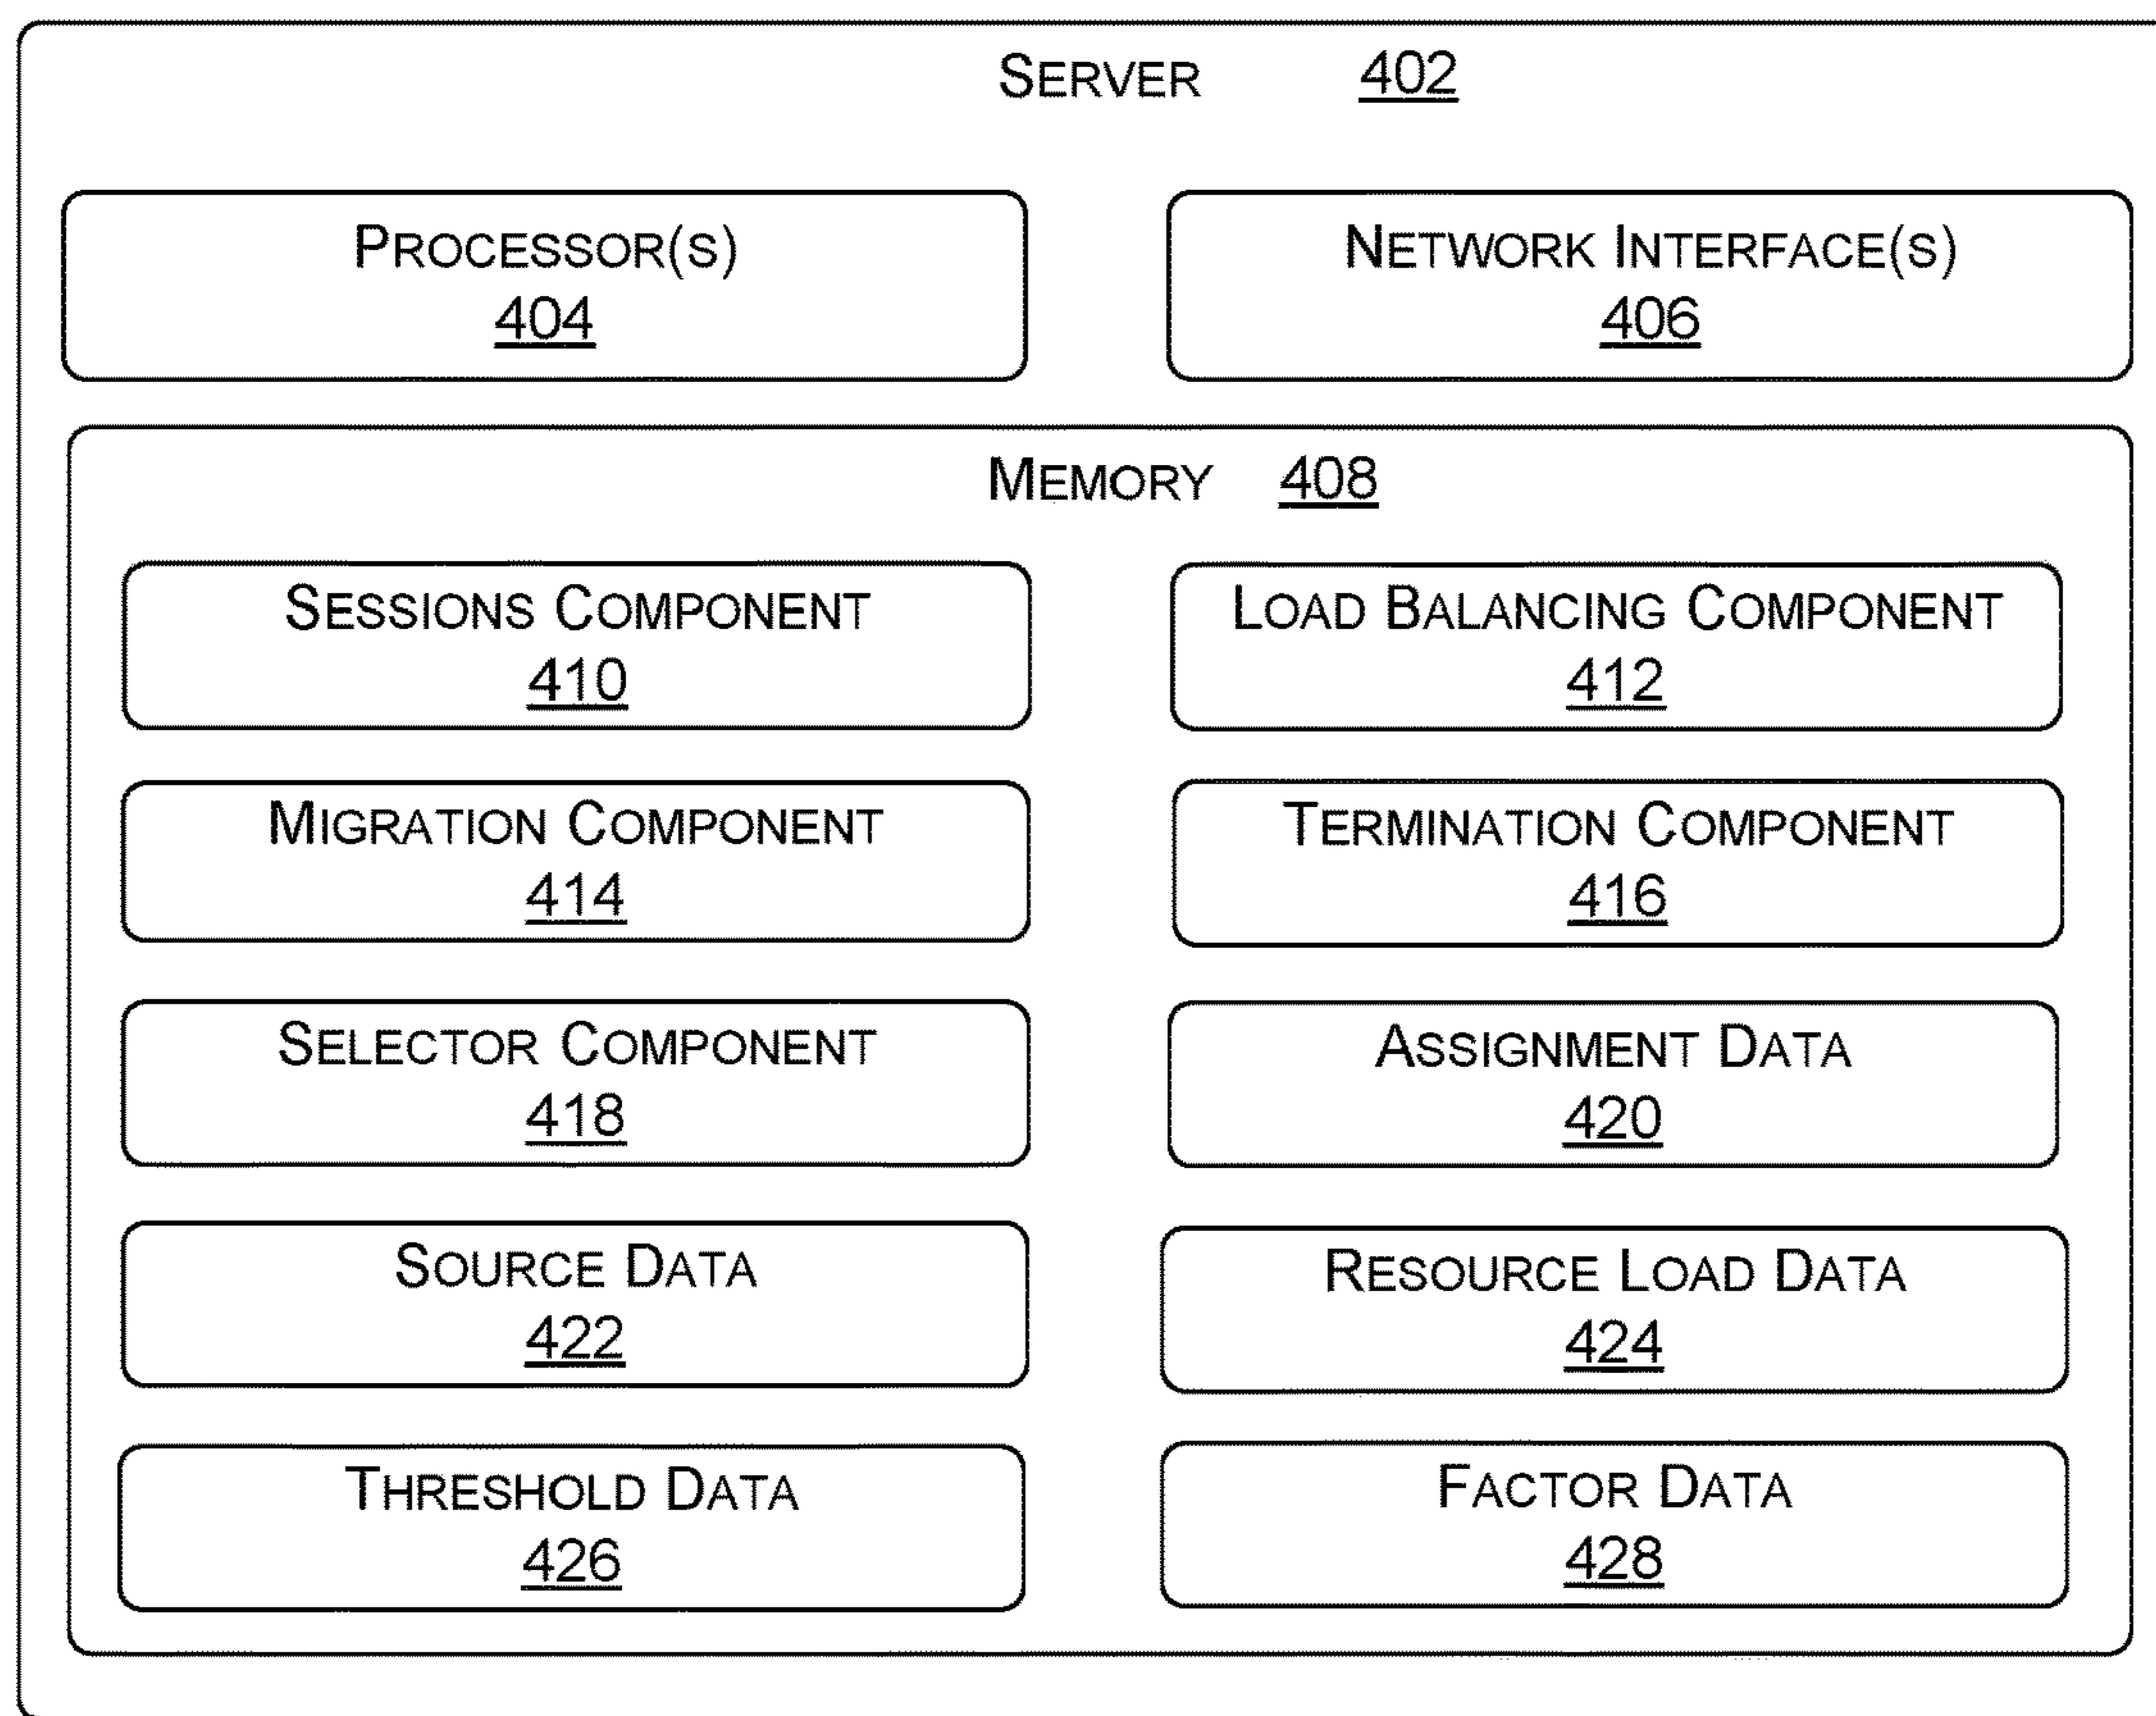 SERVER 402
PROCESSOR(S)
404
NETWORK INTERFACE(S)
406
MEMORY 408
SESSIONS COMPONENT
410
LOAD BALANCING COMPONENT
412
MIGRATION COMPONENT
414
TERMINATION COMPONENT
416
SELECTOR COMPONENT
418
ASSIGNMENT DATA
420
SOURCE DATA
422
RESOURCE LOAD DATA
424
THRESHOLD DATA
426
FACTOR DATA
428